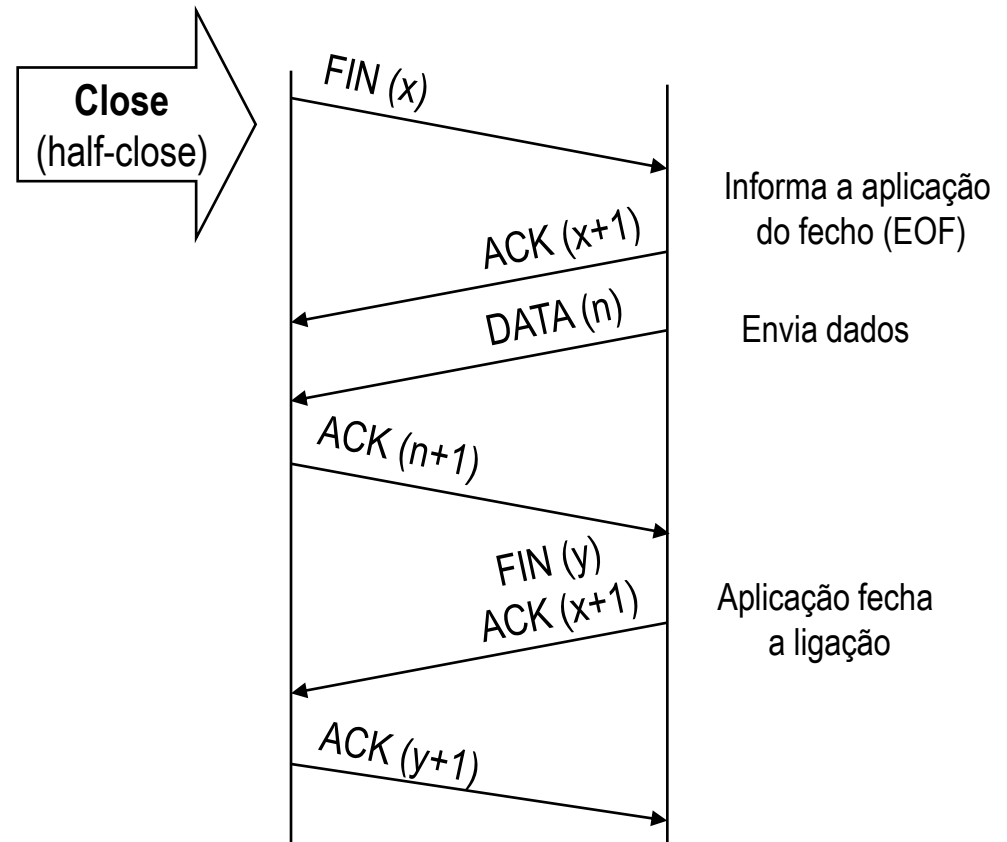 FIN (x)
Close
(half-close)
Informa a aplicação
do fecho (EOF)
ACK (x+1)
DATA (n)
Envia dados
ACK (n+1)
FIN (y)
ACK (x+1)
Aplicação fecha
a ligação
ACK (y+1)